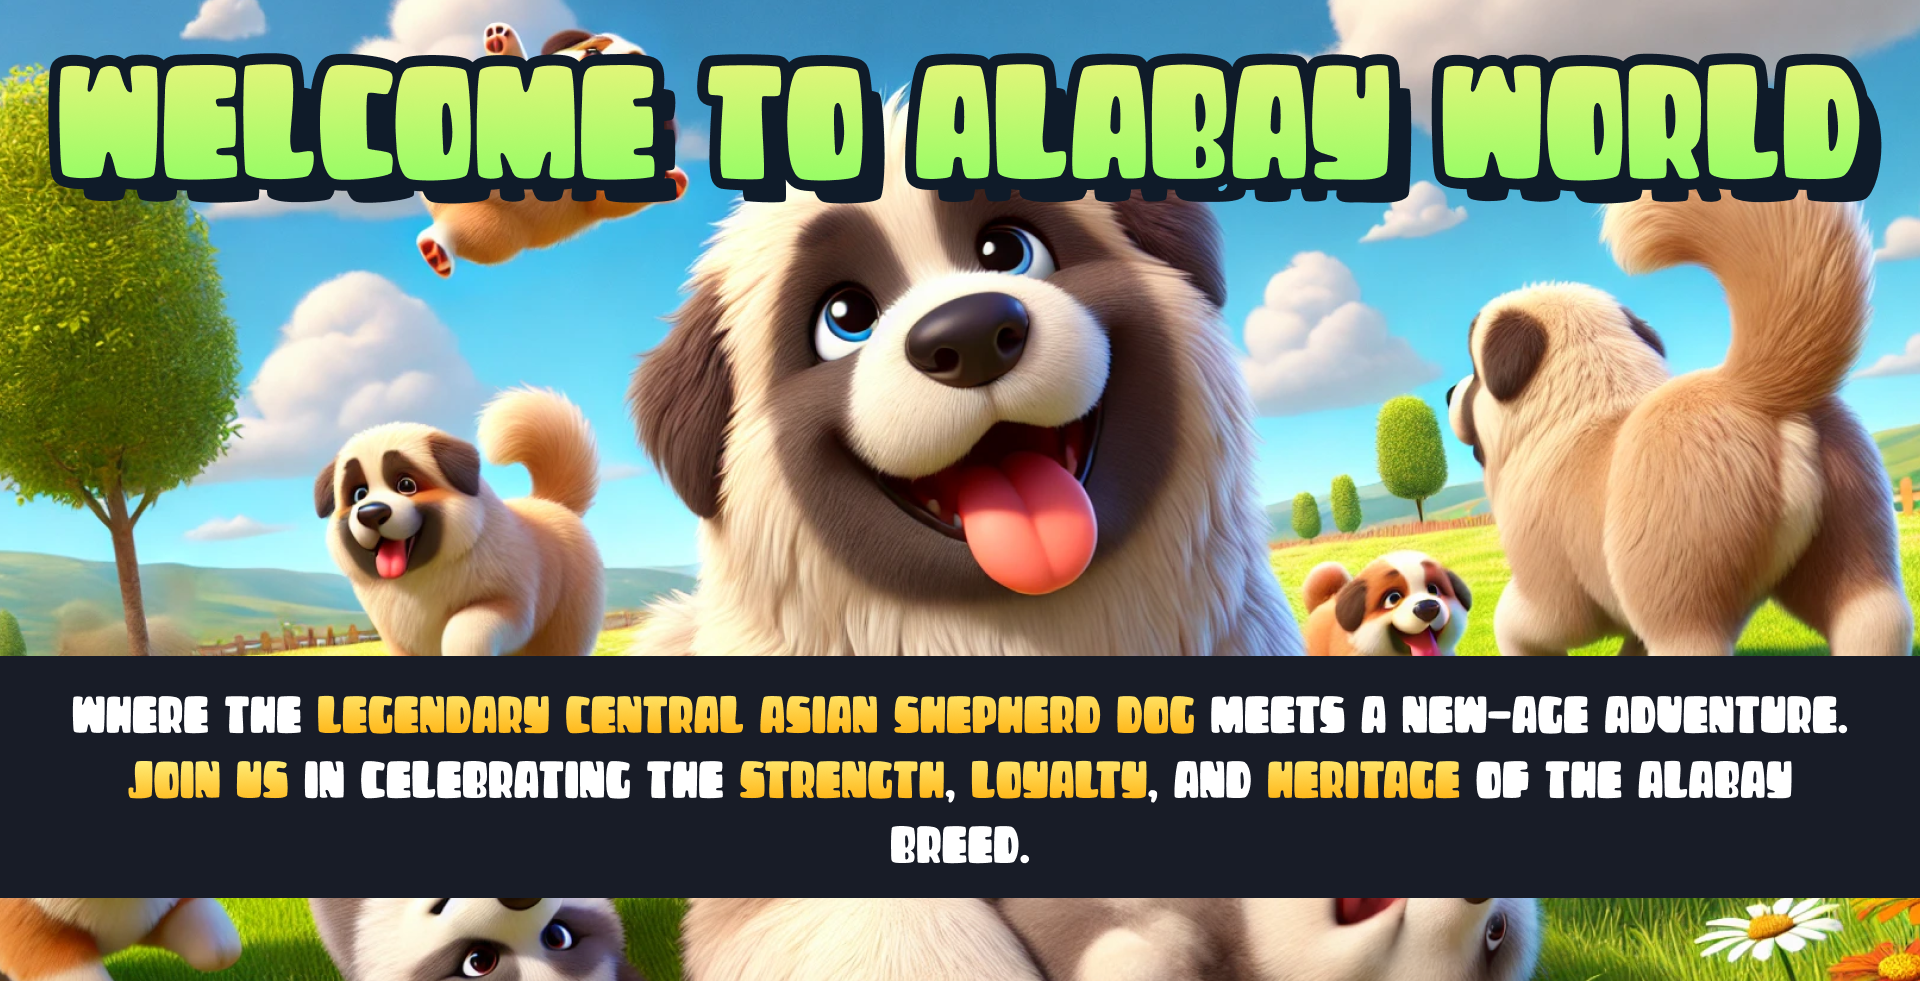 WELCOME TO ALABAY WORLD
WHERE THE LEGENDARY CENTRAL ASIAN SHEPHERD DOG MEETS A NEW-AGE ADVENTURE.
JOIN US IN CELEBRATING THE STRENGTH, LOYALTY, AND HERITAGE OF THE ALABAY
BREED.